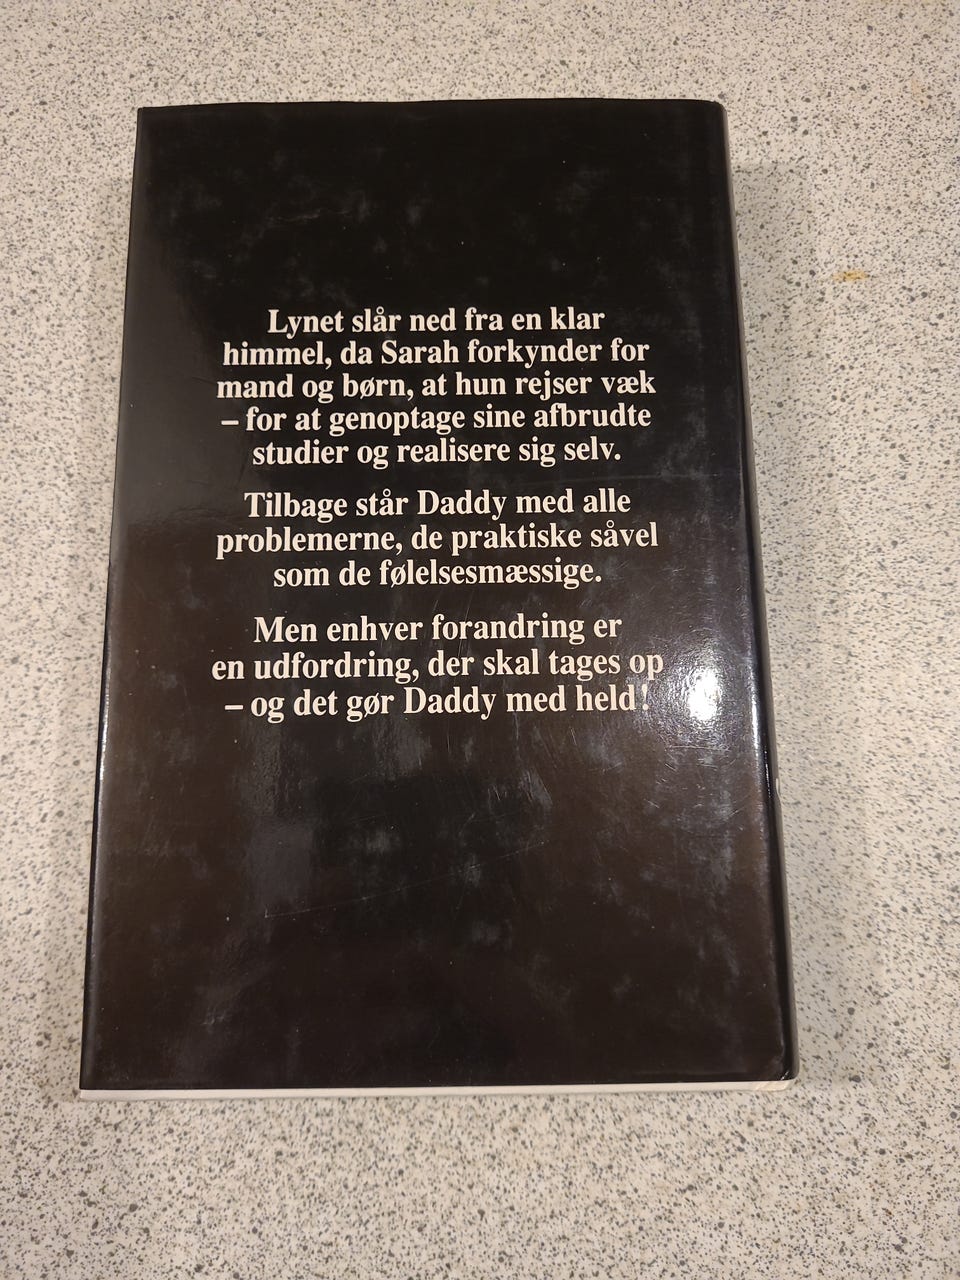 Lynet slår ned fra en klar
himmel, da Sarah forkynder for
mand og børn, at hun rejser væk
– for at genoptage sine afbrudte
studier og realisere sig selv.
Tilbage står Daddy med alle
problemerne, de praktiske såvel
som de følelsesmæssige.
Men enhver forandring er
en udfordring, der skal tages op
– og det gør Daddy med held!